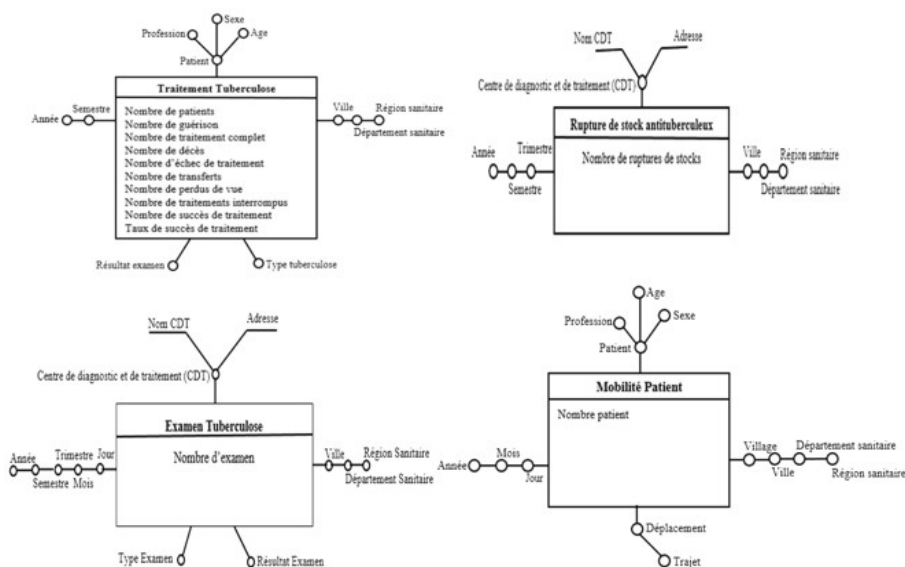 Sexe
Profession
Age
Patient
Traitement Tuberculose
Nombre de patients
Nombre de guérison
Nombre de traitement complet
Nombre de décès
Nombre d'échec de traitement
Nombre de transferts
Nombre de perdus de vue
Nombre de traitements interrompus
Nombre de succès de traitement
Taux de succès de traitement
Année
Semestre
Ville
Région sanitaire
Département sanitaire
Résultat examen
Type tuberculose
Nom CDT
Adresse
Centre de diagnostic et de traitement (CDT)
Rupture de stock antituberculeux
Nombre de ruptures de stocks
Année
Trimestre
Semestre
Ville
Région sanitaire
Département sanitaire
Nom CDT
Adresse
Centre de diagnostic et de traitement (CDT)
Examen Tuberculose
Nombre d'examen
Année
Trimestre
Jour
Semestre
Mois
Ville
Région Sanitaire
Département Sanitaire
Type Examen
Résultat Examen
Age
Sexe
Profession
Patient
Mobilité Patient
Nombre patient
Année
Mois
Jour
Village
Département sanitaire
Ville
Région sanitaire
Déplacement
Trajet